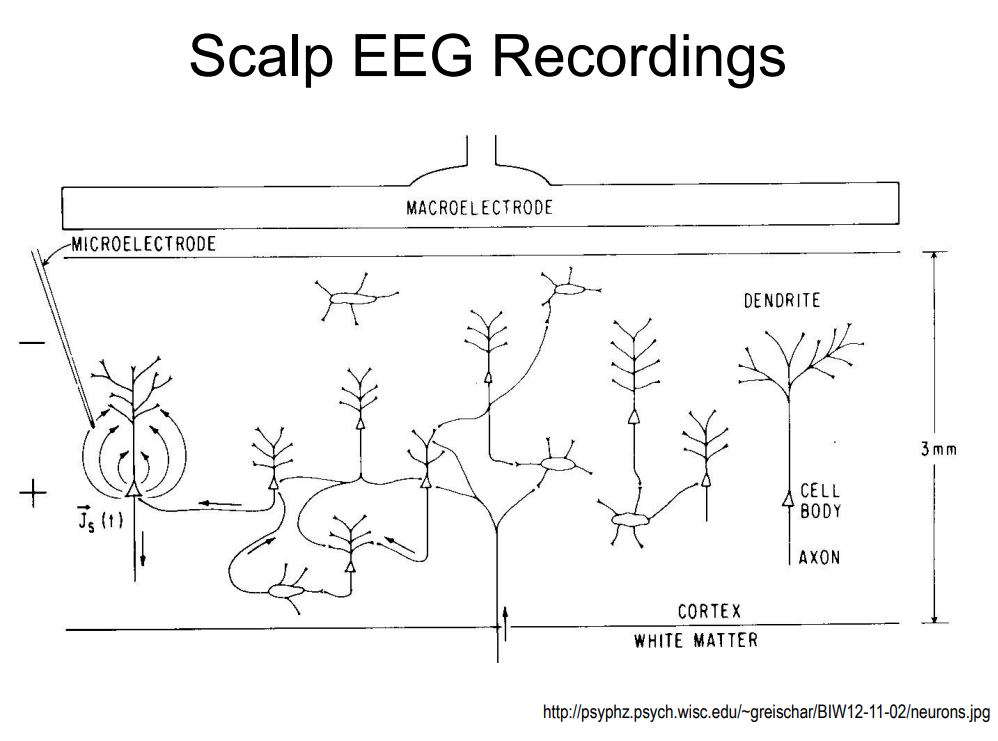 Scalp EEG Recordings
MACROELECTRODE
MICROELECTRODE
DENDRITE
−
3mm
+
J⃗s (t)
CELL
BODY
AXON
CORTEX
WHITE MATTER
http://psyphz.psych.wisc.edu/~greischar/BIW12-11-02/neurons.jpg